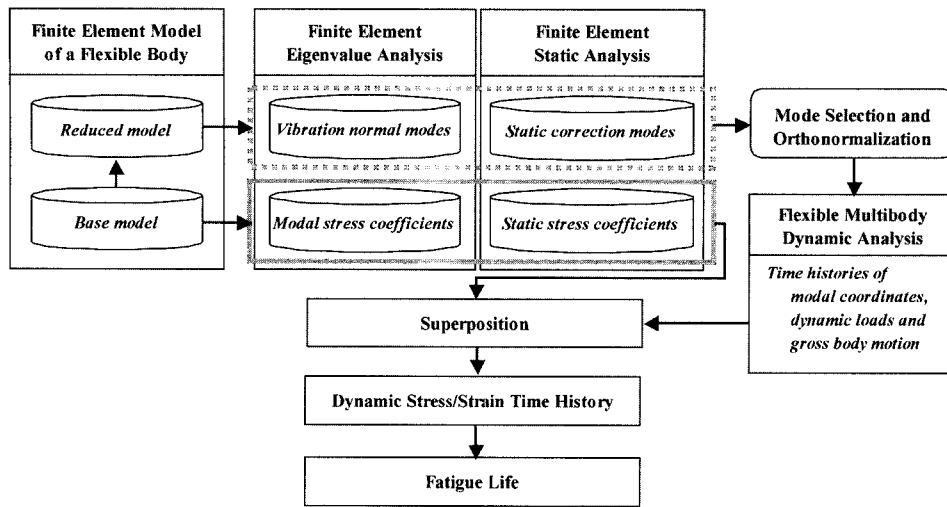 Finite Element Model
of a Flexible Body
Reduced model
Base model
Finite Element
Eigenvalue Analysis
Vibration normal modes
Modal stress coefficients
Finite Element
Static Analysis
Static correction modes
Static stress coefficients
Mode Selection and
Orthonormalization
Flexible Multibody
Dynamic Analysis
Time histories of
modal coordinates,
dynamic loads and
gross body motion
Superposition
Dynamic Stress/Strain Time History
Fatigue Life